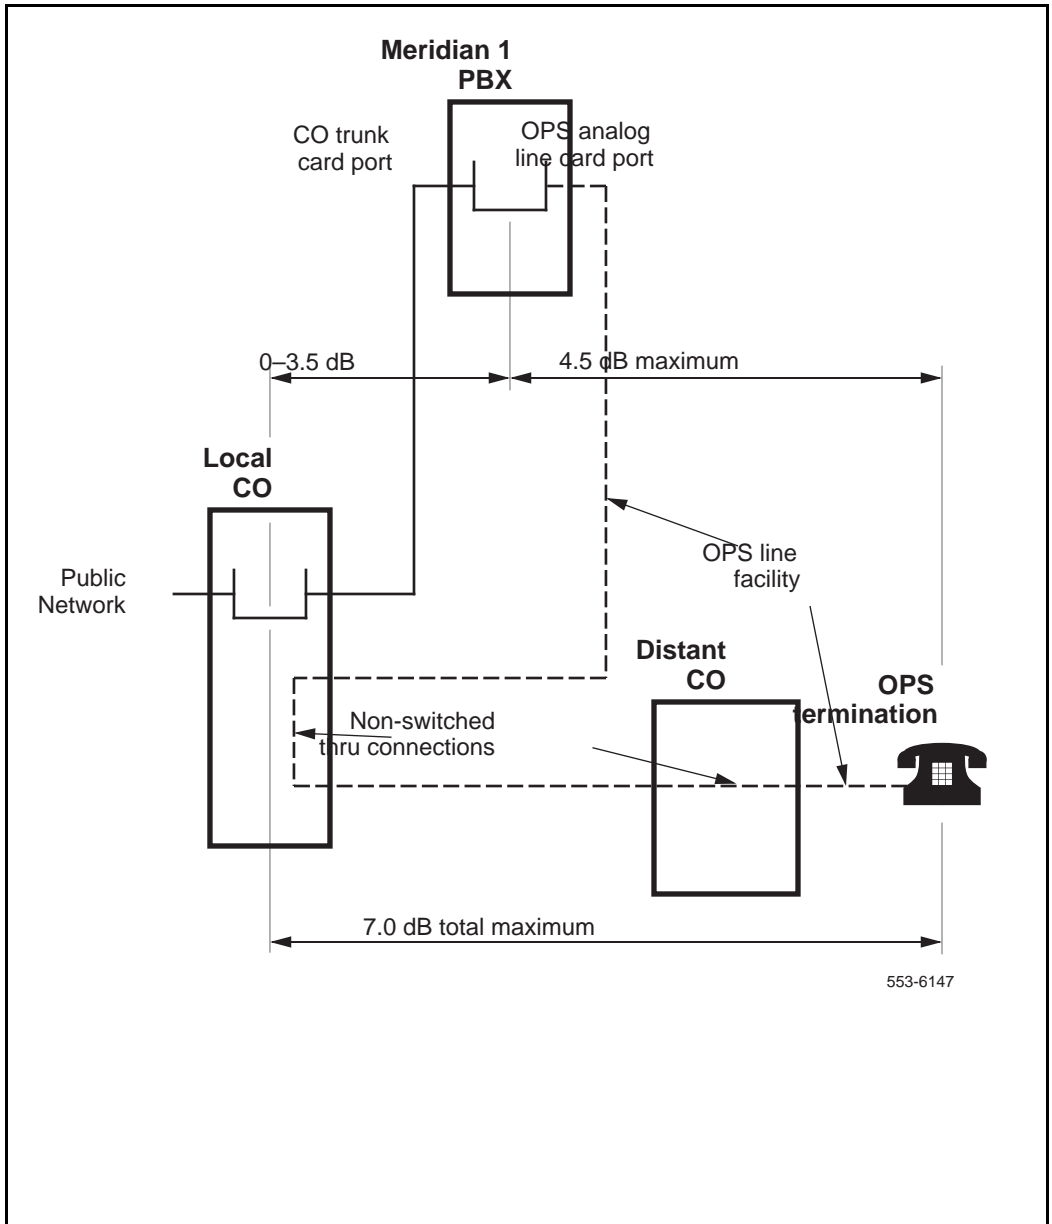 Meridian 1
PBX
CO trunk
card port
OPS analog
line card port
0–3.5 dB
4.5 dB maximum
Local
CO
Public
Network
OPS line
facility
Distant
CO
OPS
termination
Non-switched
thru connections
7.0 dB total maximum
553-6147